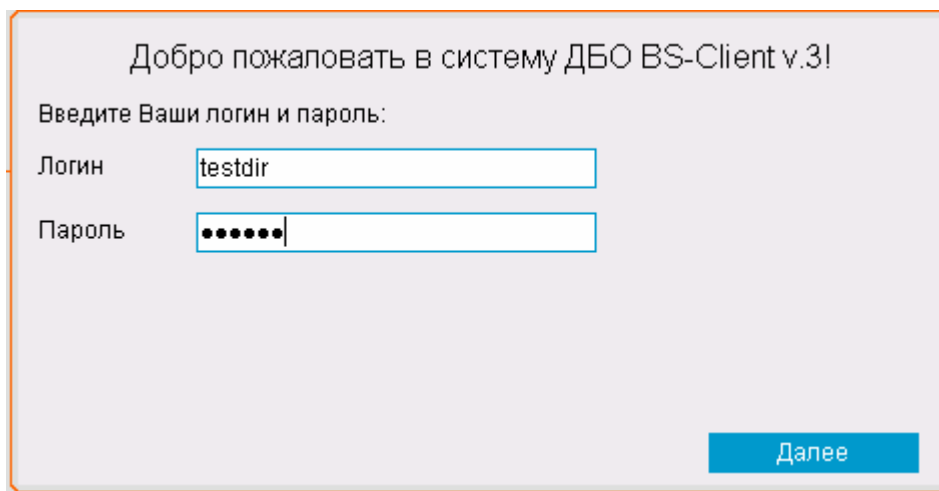 Добро пожаловать в систему ДБО BS-Client v.3!
Введите Ваши логин и пароль:
Логин testdir
Пароль ●●●●●●
Далее